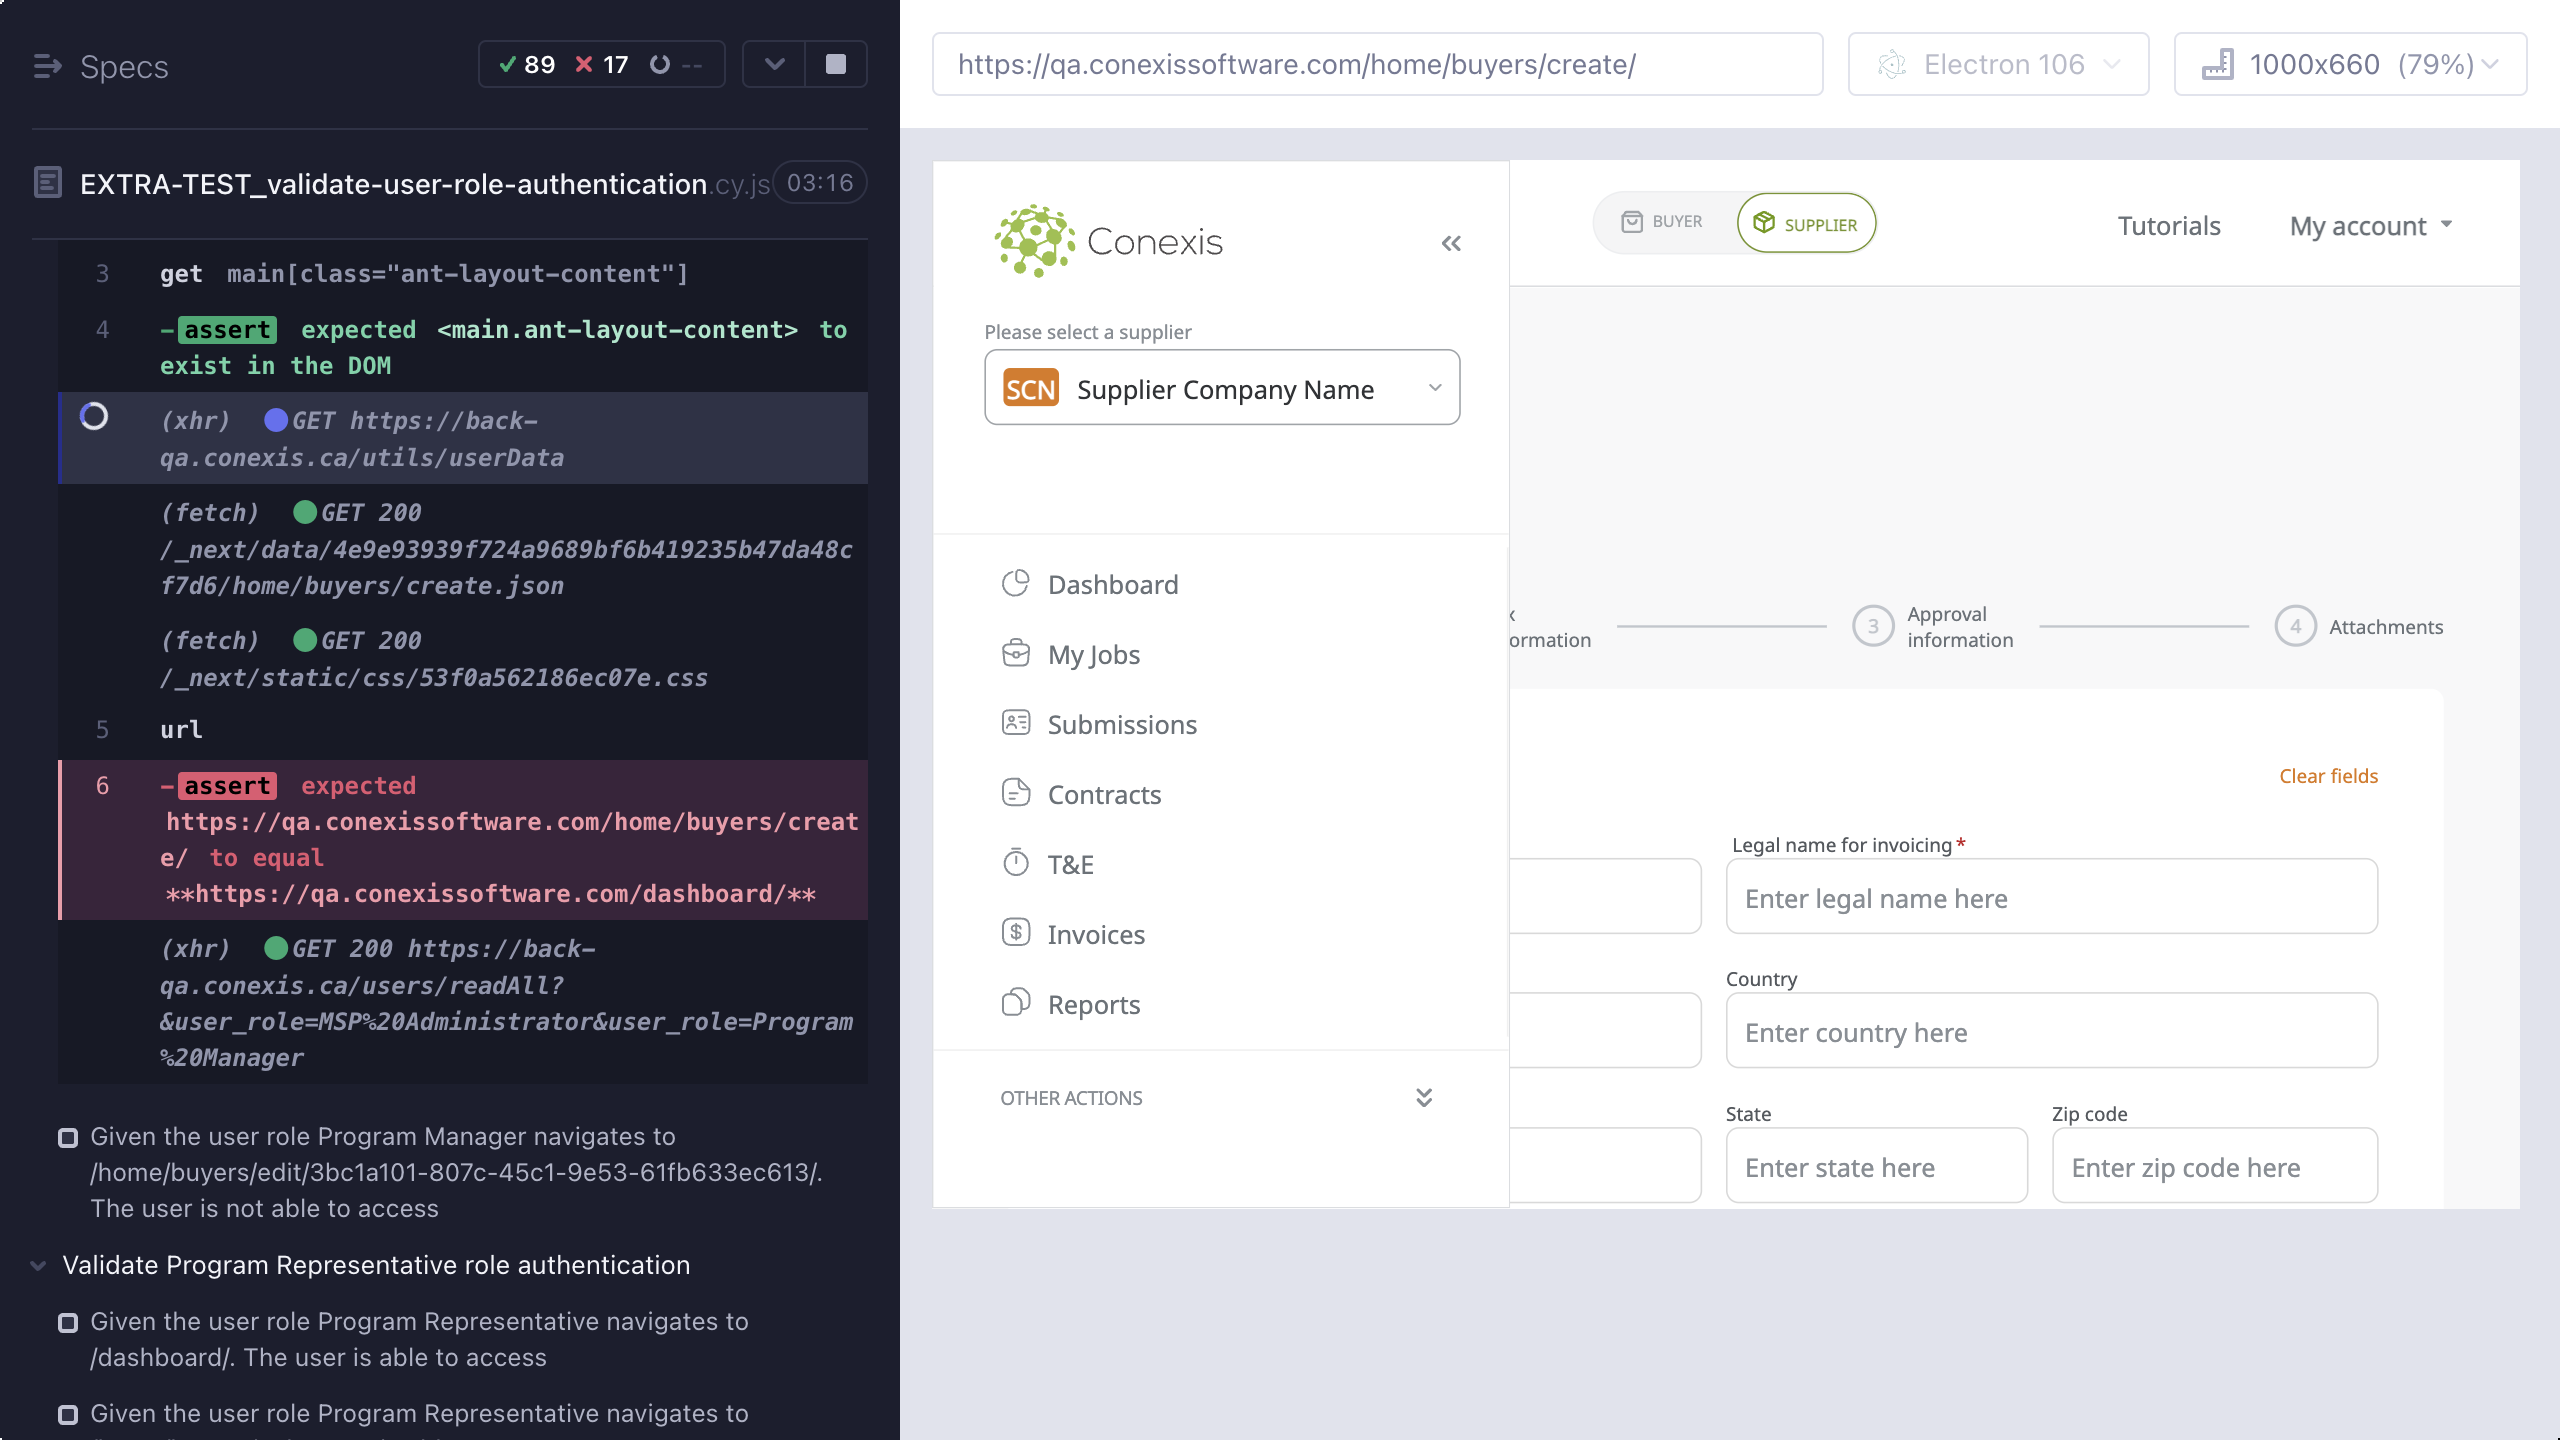 Specs
89
17
--
EXTRA-TEST_validate-user-role-authentication.cy.js
03:16
3 get main[class="ant-layout-content"]
4 -assert expected <main.ant-layout-content> to
exist in the DOM
(xhr) GET https://back-
qa.conexis.ca/utils/userData
(fetch) GET 200
/_next/data/4e9e93939f724a9689bf6b419235b47da48c
f7d6/home/buyers/create.json
(fetch) GET 200
/_next/static/css/53f0a562186ec07e.css
5 url
6 -assert expected
https://qa.conexissoftware.com/home/buyers/creat
e/ to equal
**https://qa.conexissoftware.com/dashboard/**
(xhr) GET 200 https://back-
qa.conexis.ca/users/readAll?
&user_role=MSP%20Administrator&user_role=Program
%20Manager
Given the user role Program Manager navigates to
/home/buyers/edit/3bc1a101-807c-45c1-9e53-61fb633ec613/.
The user is not able to access
Validate Program Representative role authentication
Given the user role Program Representative navigates to
/dashboard/. The user is able to access
Given the user role Program Representative navigates to
https://qa.conexissoftware.com/home/buyers/create/
Electron 106
1000x660 (79%)
Conexis
BUYER
SUPPLIER
Tutorials
My account
Please select a supplier
SCN Supplier Company Name
Dashboard
My Jobs
Submissions
Contracts
T&E
Invoices
Reports
OTHER ACTIONS
ormation
3 Approval
information
4 Attachments
Clear fields
Legal name for invoicing*
Enter legal name here
Country
Enter country here
State
Zip code
Enter state here
Enter zip code here